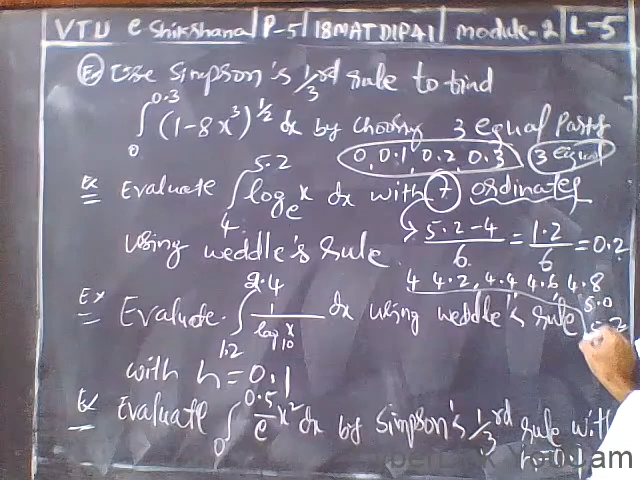 VTU e Shikshana | P-5 | 18MATDIP41 | module-2 | L-5
Ex Use Simpson's 1/3rd rule to find
∫₀^0.3 (1-8x³)^1/2 dx by choosing 3 equal Parts
0, 0.1, 0.2, 0.3 3 equal
Ex Evaluate ∫₄^5.2 logₑx dx with 7 ordinates
using weddle's rule. 5.2-4/6 = 1.2/6 = 0.2
4 4.2, 4.4 4.6 4.8
5.0
Ex Evaluate. ∫₁.₂^2.4 1/log₁₀x dx using weddle's rule
with h = 0.1
Ex Evaluate ∫₀^0.5 e^-x² dx by Simpson's 1/3rd rule with
h=0.1